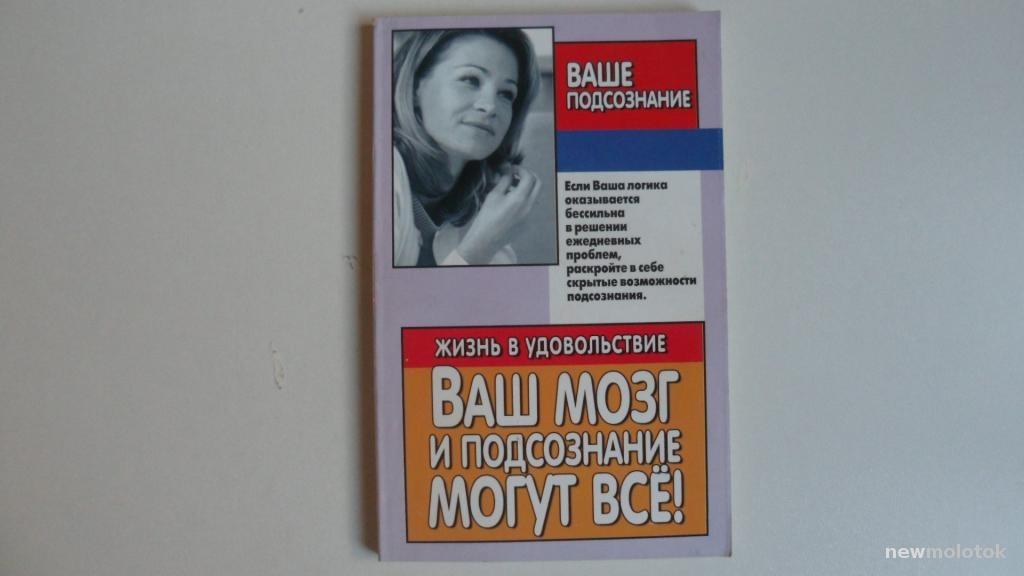 ВАШЕ
ПОДСОЗНАНИЕ
Если Ваша логика
оказывается
бессильна
в решении
ежедневных
проблем,
раскройте в себе
скрытые возможности
подсознания.
ЖИЗНЬ В УДОВОЛЬСТВИЕ
ВАШ МОЗГ
И ПОДСОЗНАНИЕ
МОГУТ ВСЁ!
newmolotok